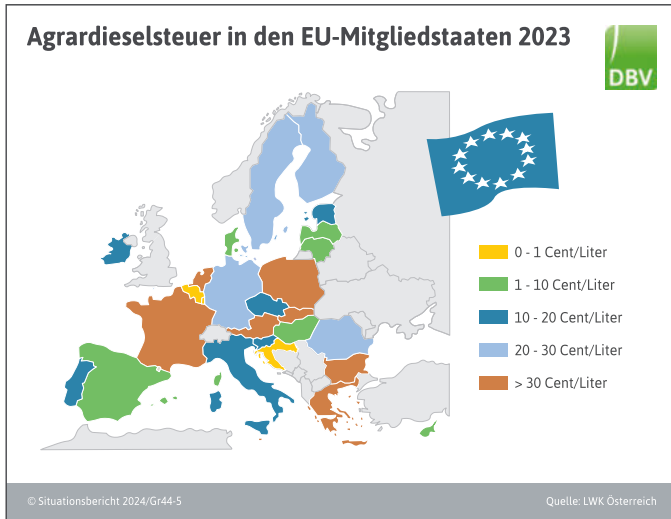 Agrardieselsteuer in den EU-Mitgliedstaaten 2023
DBV
0 - 1 Cent/Liter
1 - 10 Cent/Liter
10 - 20 Cent/Liter
20 - 30 Cent/Liter
> 30 Cent/Liter
© Situationsbericht 2024/Gr44-5
Quelle: LWK Österreich